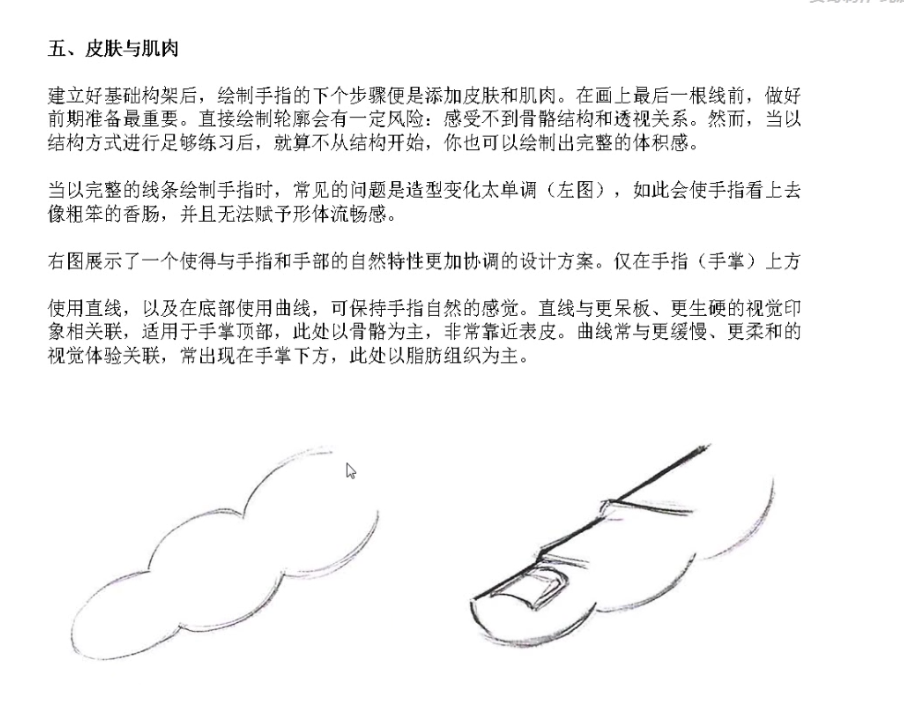 五、皮肤与肌肉
建立好基础构架后，绘制手指的下个步骤便是添加皮肤和肌肉。在画上最后一根线前，做好
前期准备最重要。直接绘制轮廓会有一定风险：感受不到骨骼结构和透视关系。然而，当以
结构方式进行足够练习后，就算不从结构开始，你也可以绘制出完整的体积感。
当以完整的线条绘制手指时，常见的问题是造型变化太单调（左图），如此会使手指看上去
像粗笨的香肠，并且无法赋予形体流畅感。
右图展示了一个使得与手指和手部的自然特性更加协调的设计方案。仅在手指（手掌）上方
使用直线，以及在底部使用曲线，可保持手指自然的感觉。直线与更呆板、更生硬的视觉印
象相关联，适用于手掌顶部，此处以骨骼为主，非常靠近表皮。曲线常与更缓慢、更柔和的
视觉体验关联，常出现在手掌下方，此处以脂肪组织为主。